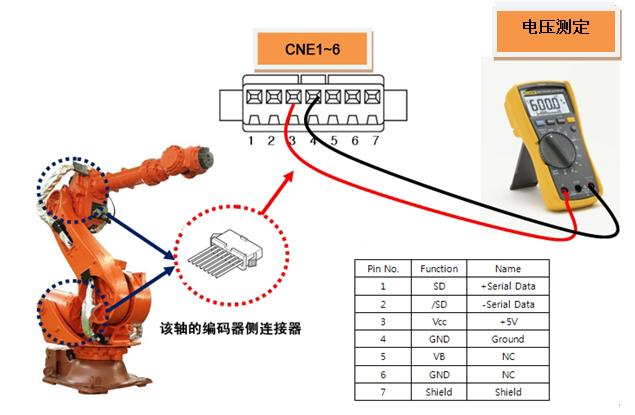 CNE1~6
电压测定
600.0
1 2 3 4 5 6 7
该轴的编码器侧连接器
Pin No. Function Name
1 SD +Serial Data
2 /SD -Serial Data
3 Vcc +5V
4 GND Ground
5 VB NC
6 GND NC
7 Shield Shield